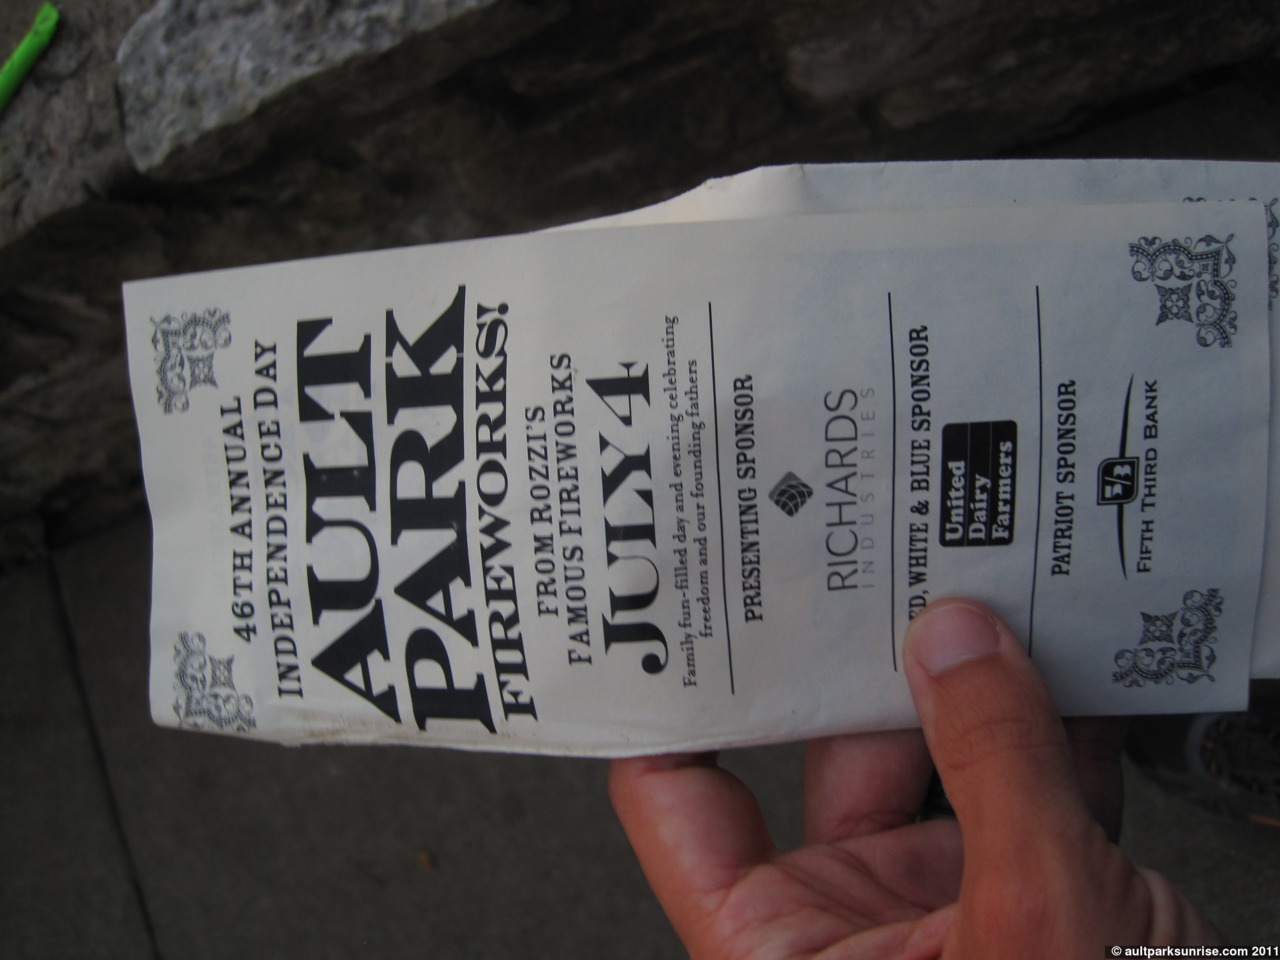 46TH ANNUAL
INDEPENDENCE DAY
AULT
PARK
FIREWORKS!
FROM ROZZI'S
FAMOUS FIREWORKS
JULY 4
Family fun-filled day and evening celebrating
freedom and our founding fathers
PRESENTING SPONSOR
RICHARDS
INDUSTRIES
ED, WHITE & BLUE SPONSOR
United
Dairy
Farmers
PATRIOT SPONSOR
5/3
FIFTH THIRD BANK
© aultparksunrise.com 2011